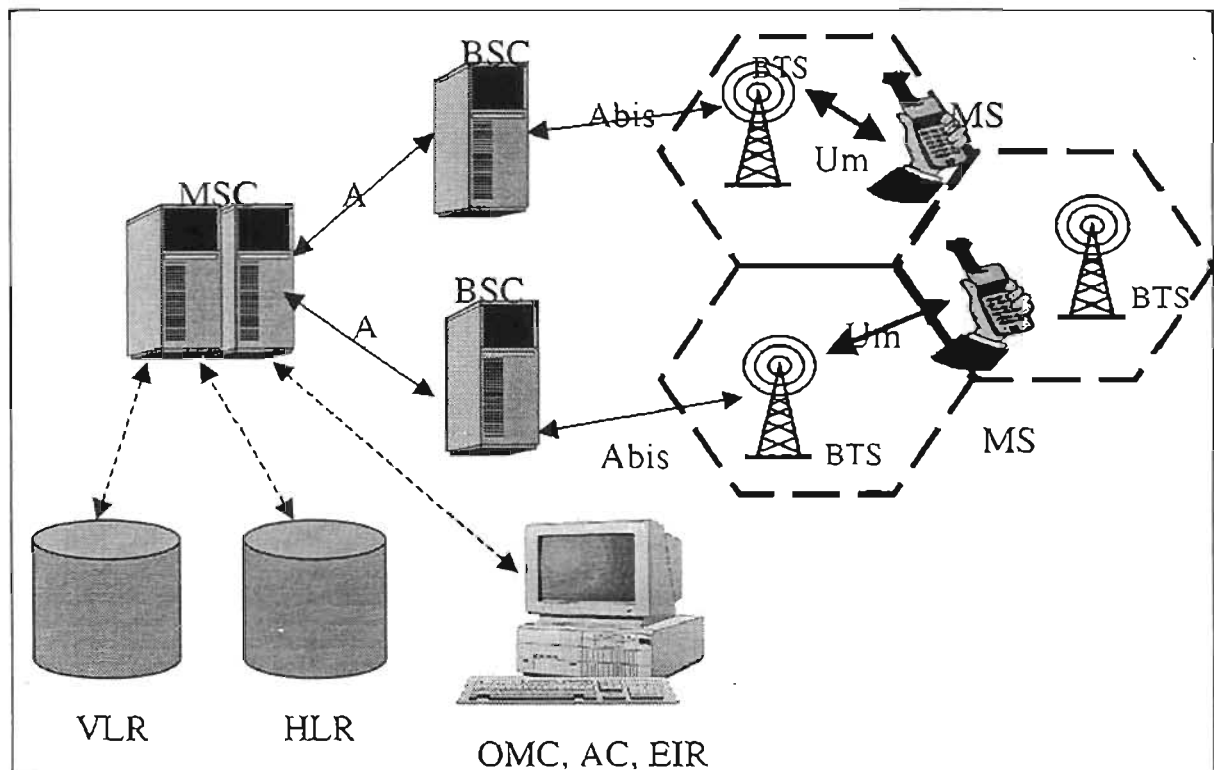 BSC
BTS
Abis
MS
Um
MSC
A
BSC
BTS
A
Um
Abis
BTS
MS
VLR
HLR
OMC, AC, EIR